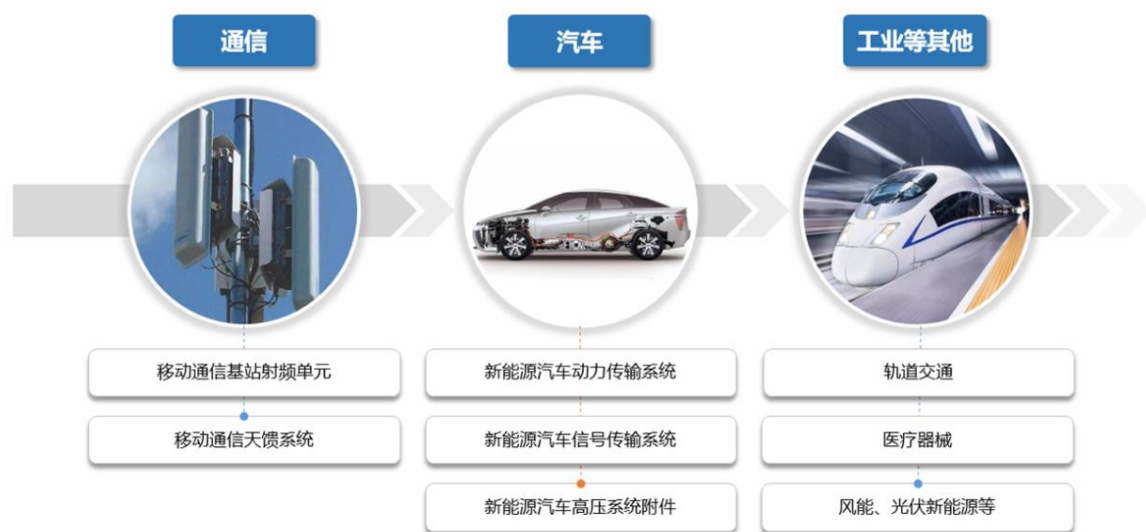 通信
汽车
工业等其他
移动通信基站射频单元
移动通信天馈系统
新能源汽车动力传输系统
新能源汽车信号传输系统
新能源汽车高压系统附件
轨道交通
医疗器械
风能、光伏新能源等